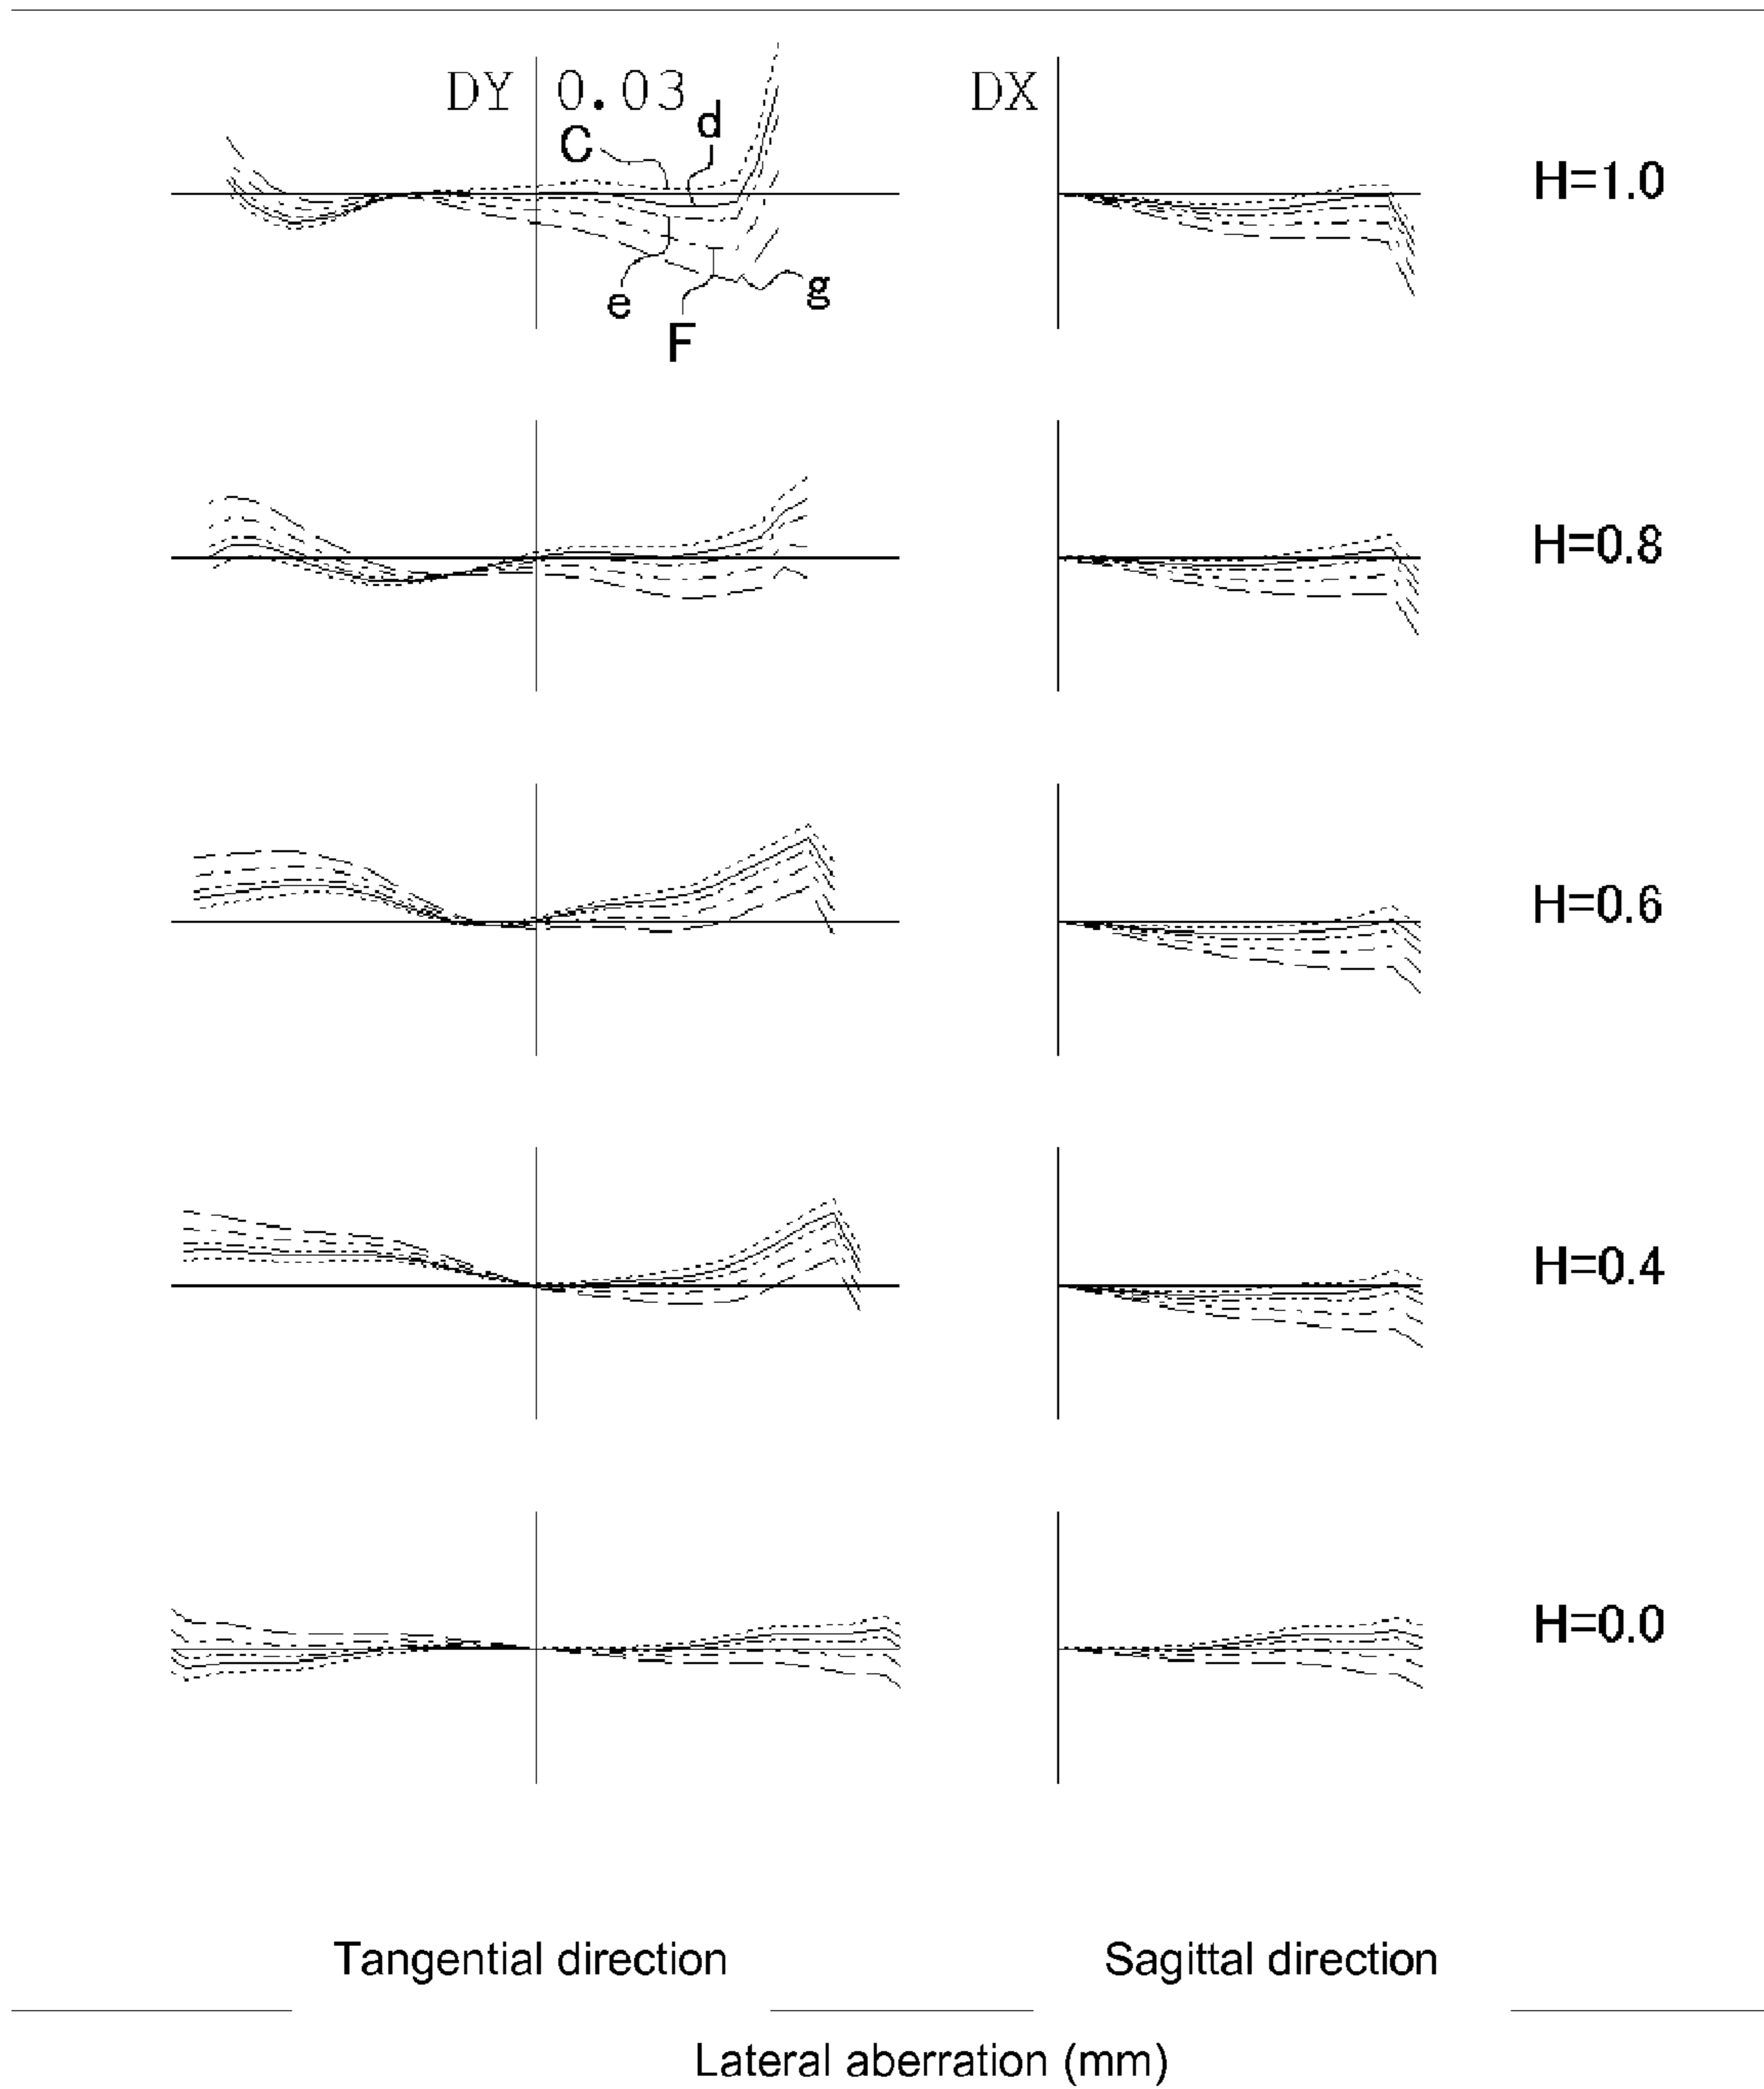 DY 0.03
DX
C
d
e
F
g
H=1.0
H=0.8
H=0.6
H=0.4
H=0.0
Tangential direction
Sagittal direction
Lateral aberration (mm)